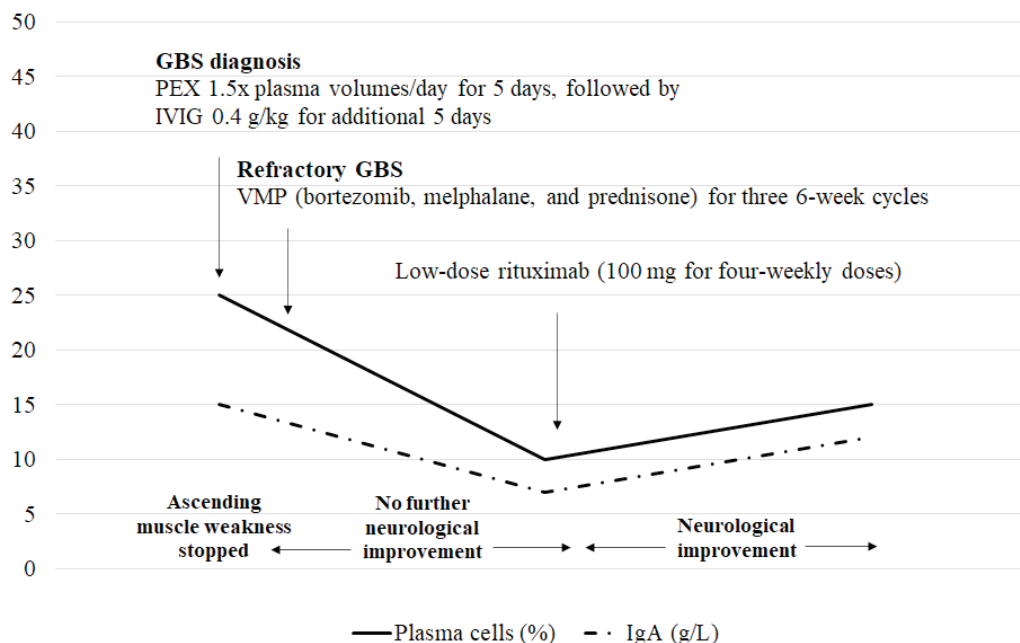 50
45
40
35
30
25
20
15
10
5
0
GBS diagnosis
PEX 1.5x plasma volumes/day for 5 days, followed by
IVIG 0.4 g/kg for additional 5 days
Refractory GBS
VMP (bortezomib, melphalane, and prednisone) for three 6-week cycles
Low-dose rituximab (100 mg for four-weekly doses)
Ascending
muscle weakness
stopped
No further
neurological
improvement
Neurological
improvement
Plasma cells (%)
IgA (g/L)